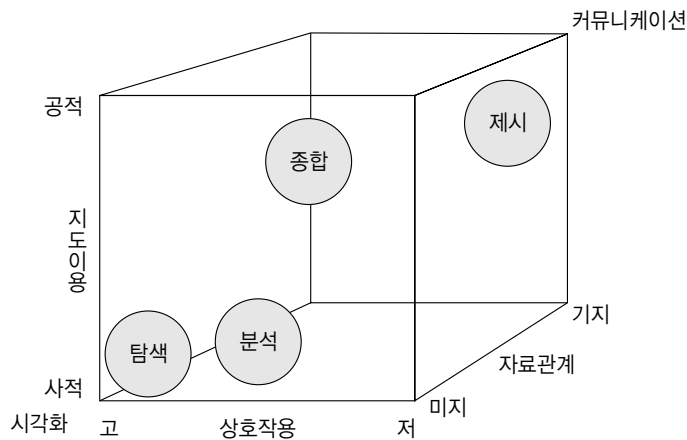 커뮤니케이션
공적
제시
종합
지도이용
기지
탐색
분석
자료관계
사적
미지
시각화
고
상호작용
저